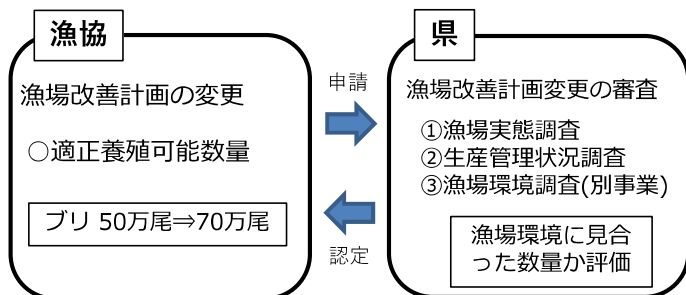 漁協
漁場改善計画の変更
○適正養殖可能数量
ブリ 50万尾⇒70万尾
申請
認定
県
漁場改善計画変更の審査
①漁場実態調査
②生産管理状況調査
③漁場環境調査(別事業)
漁場環境に見合
った数量か評価